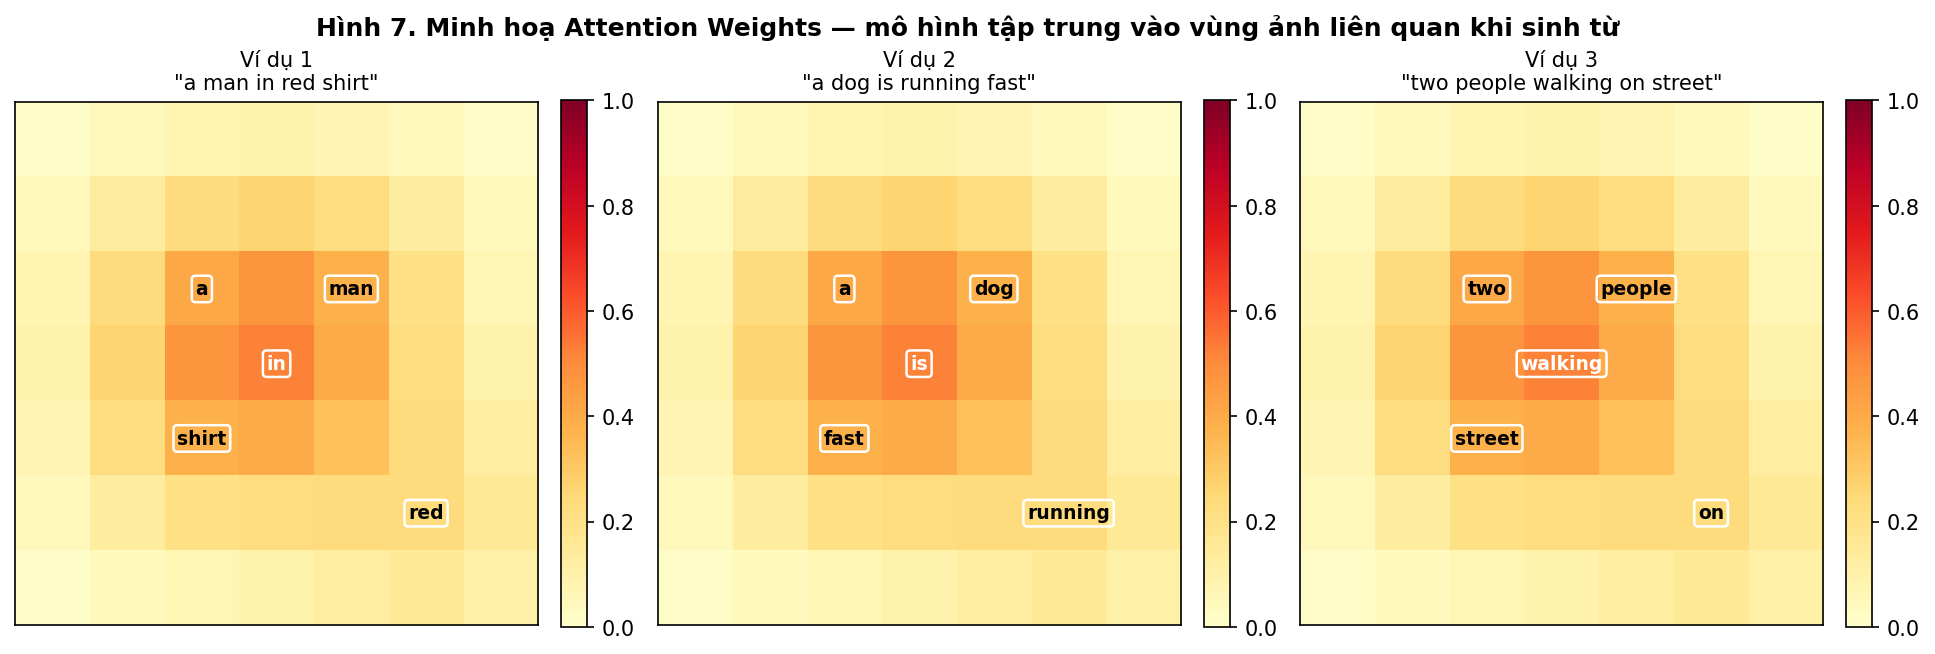 Hình 7. Minh hoạ Attention Weights — mô hình tập trung vào vùng ảnh liên quan khi sinh từ
Ví dụ 1
"a man in red shirt"
a
man
in
shirt
red
1.0
0.8
0.6
0.4
0.2
0.0
Ví dụ 2
"a dog is running fast"
a
dog
is
fast
running
1.0
0.8
0.6
0.4
0.2
0.0
Ví dụ 3
"two people walking on street"
two
people
walking
street
on
1.0
0.8
0.6
0.4
0.2
0.0